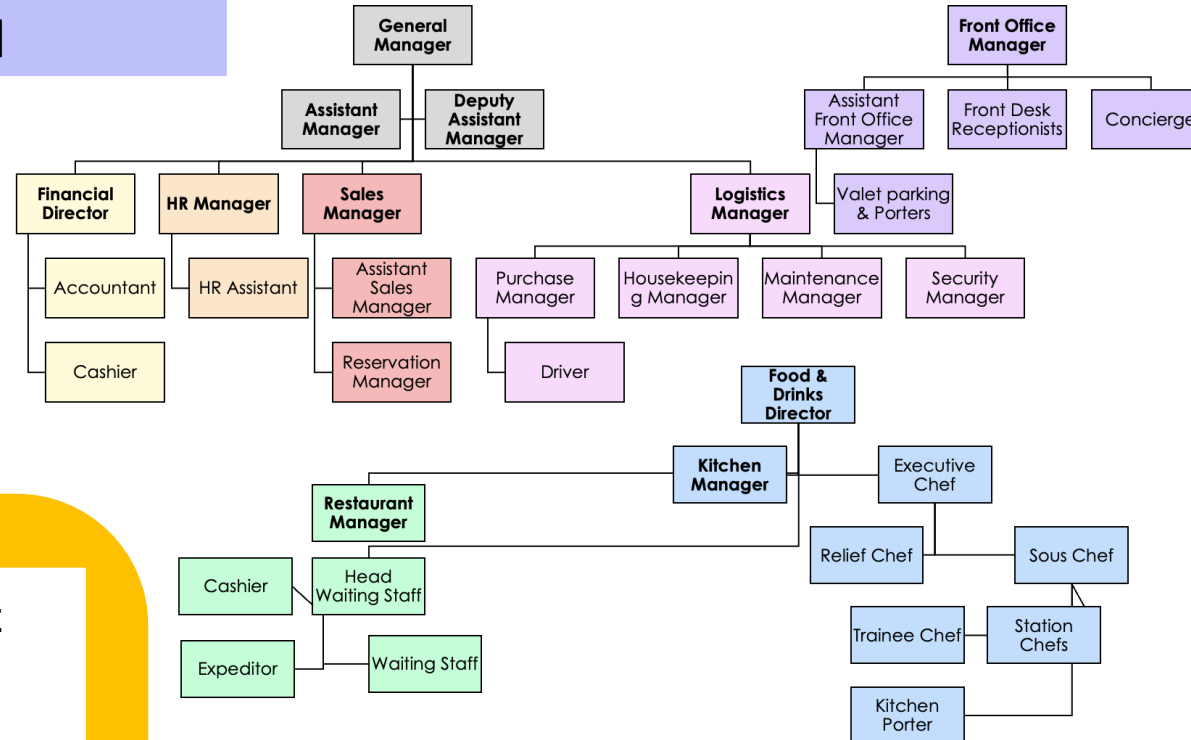 General
Manager
Front Office
Manager
Assistant
Manager
Deputy
Assistant
Manager
Assistant
Front Office
Manager
Front Desk
Receptionists
Concierge
Financial
Director
HR Manager
Sales
Manager
Logistics
Manager
Valet parking
& Porters
Accountant
HR Assistant
Assistant
Sales
Manager
Purchase
Manager
Housekeepin
g Manager
Maintenance
Manager
Security
Manager
Cashier
Reservation
Manager
Driver
Food &
Drinks
Director
Kitchen
Manager
Executive
Chef
Restaurant
Manager
Relief Chef
Sous Chef
Cashier
Head
Waiting Staff
Trainee Chef
Station
Chefs
Expeditor
Waiting Staff
Kitchen
Porter